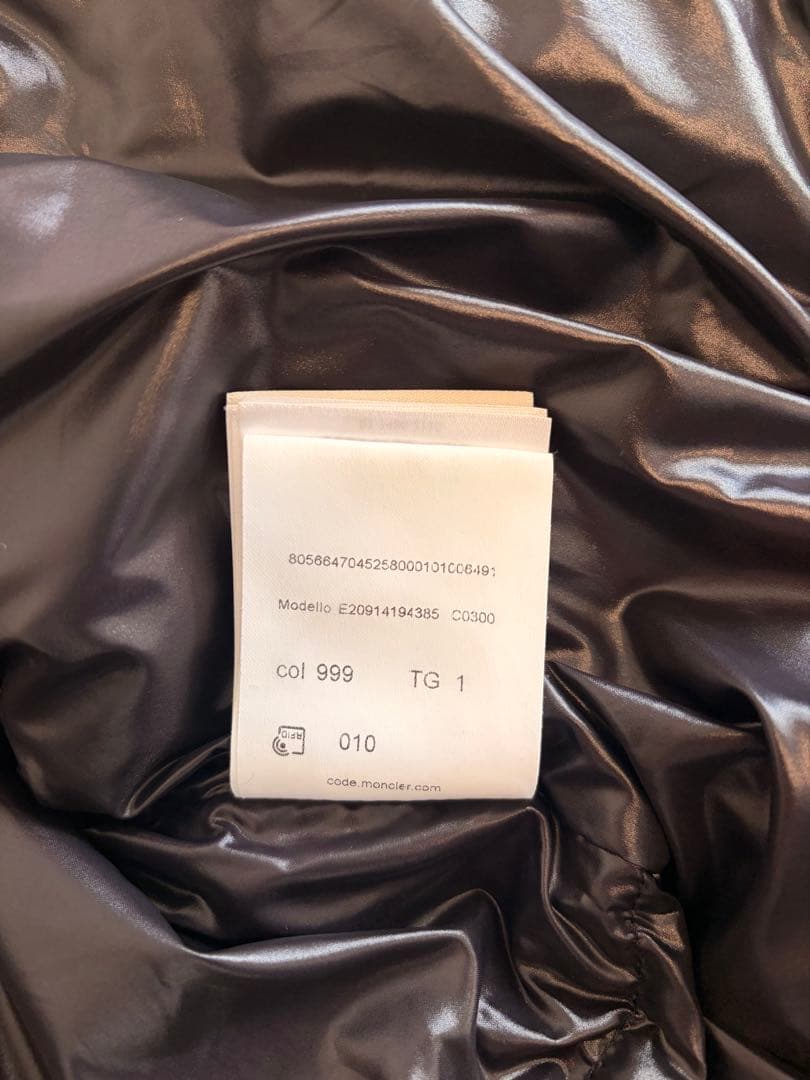 8056647045258000101006491
Modello E20914194385 C0300
col 999 TG 1
RFID 010
code.moncler.com